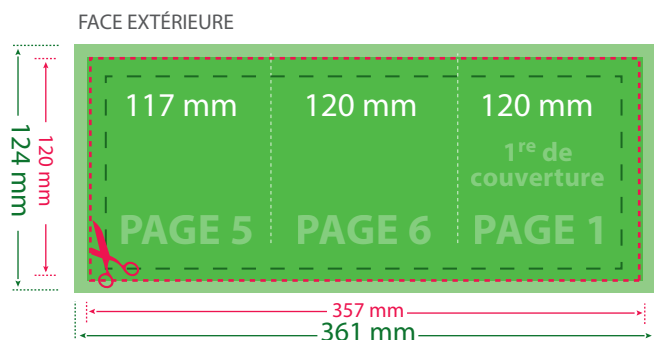 FACE EXTÉRIEURE
117 mm 120 mm 120 mm
1re de
couverture
PAGE 5 PAGE 6 PAGE 1
124 mm
120 mm
357 mm
361 mm